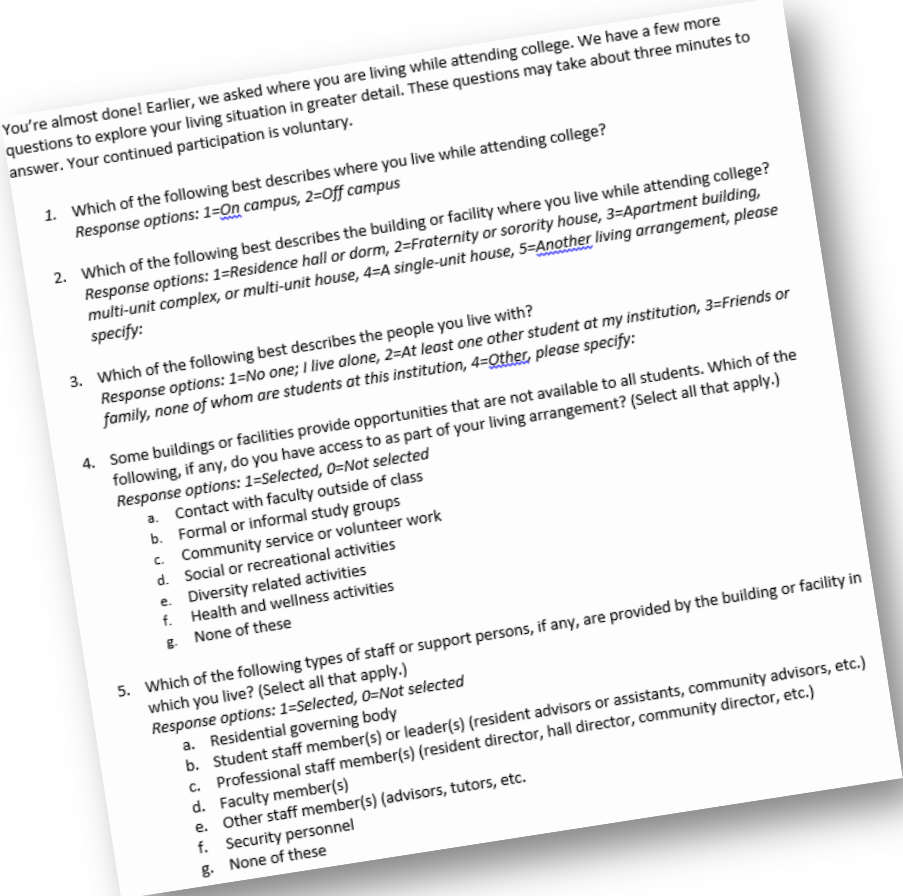 You're almost done! Earlier, we asked where you are living while attending college. We have a few more
questions to explore your living situation in greater detail. These questions may take about three minutes to
answer. Your continued participation is voluntary.
1. Which of the following best describes where you live while attending college?
Response options: 1=On campus, 2=Off campus
2. Which of the following best describes the building or facility where you live while attending college?
Response options: 1=Residence hall or dorm, 2=Fraternity or sorority house, 3=Apartment building,
multi-unit complex, or multi-unit house, 4=A single-unit house, 5=Another living arrangement, please
specify:
3. Which of the following best describes the people you live with?
Response options: 1=No one; I live alone, 2=At least one other student at my institution, 3=Friends or
family, none of whom are students at this institution, 4=Other, please specify:
4. Some buildings or facilities provide opportunities that are not available to all students. Which of the
following, if any, do you have access to as part of your living arrangement? (Select all that apply.)
Response options: 1=Selected, 0=Not selected
a. Contact with faculty outside of class
b. Formal or informal study groups
c. Community service or volunteer work
d. Social or recreational activities
e. Diversity related activities
f. Health and wellness activities
g. None of these
5. Which of the following types of staff or support persons, if any, are provided by the building or facility in
which you live? (Select all that apply.)
Response options: 1=Selected, 0=Not selected
a. Residential governing body
b. Student staff member(s) or leader(s) (resident advisors or assistants, community advisors, etc.)
c. Professional staff member(s) (resident director, hall director, community director, etc.)
d. Faculty member(s)
e. Other staff member(s) (advisors, tutors, etc.
f. Security personnel
g. None of these